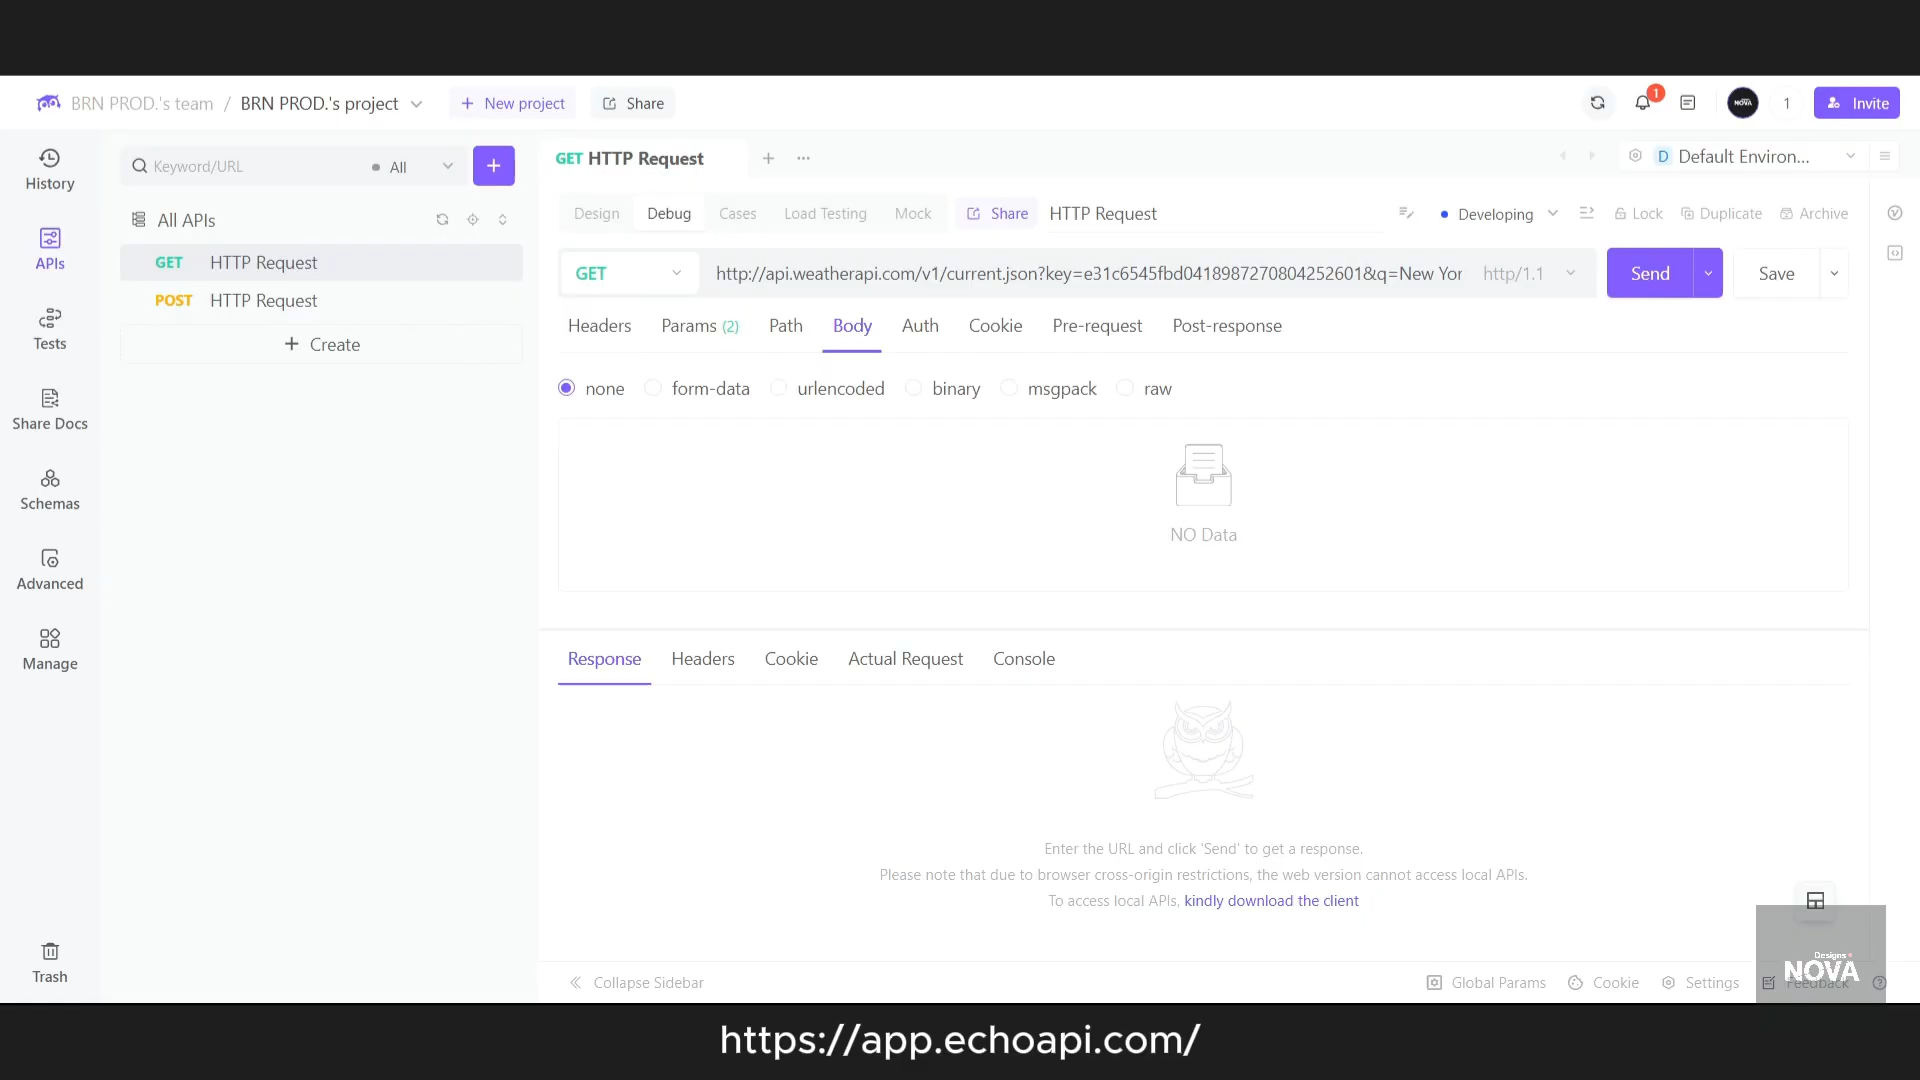 BRN PROD.'s team / BRN PROD.'s project
New project
Share
NOVA
1
1
Invite
History
APIs
Tests
Share Docs
Schemas
Advanced
Manage
Trash
Keyword/URL
All
All APIs
GET HTTP Request
POST HTTP Request
Create
GET HTTP Request
D Default Environ...
Design Debug Cases Load Testing Mock Share HTTP Request
Developing Lock Duplicate Archive
GET http://api.weatherapi.com/v1/current.json?key=e31c6545fbd04189872708042526​01&q=New Yor http/1.1 Send Save
Headers Params (2) Path Body Auth Cookie Pre-request Post-response
none form-data urlencoded binary msgpack raw
NO Data
Response Headers Cookie Actual Request Console
Enter the URL and click 'Send' to get a response.
Please note that due to browser cross-origin restrictions, the web version cannot access local APIs.
To access local APIs, kindly download the client
Collapse Sidebar
Global Params Cookie Settings Feedback
Designs
NOVA
https://app.echoapi.com/